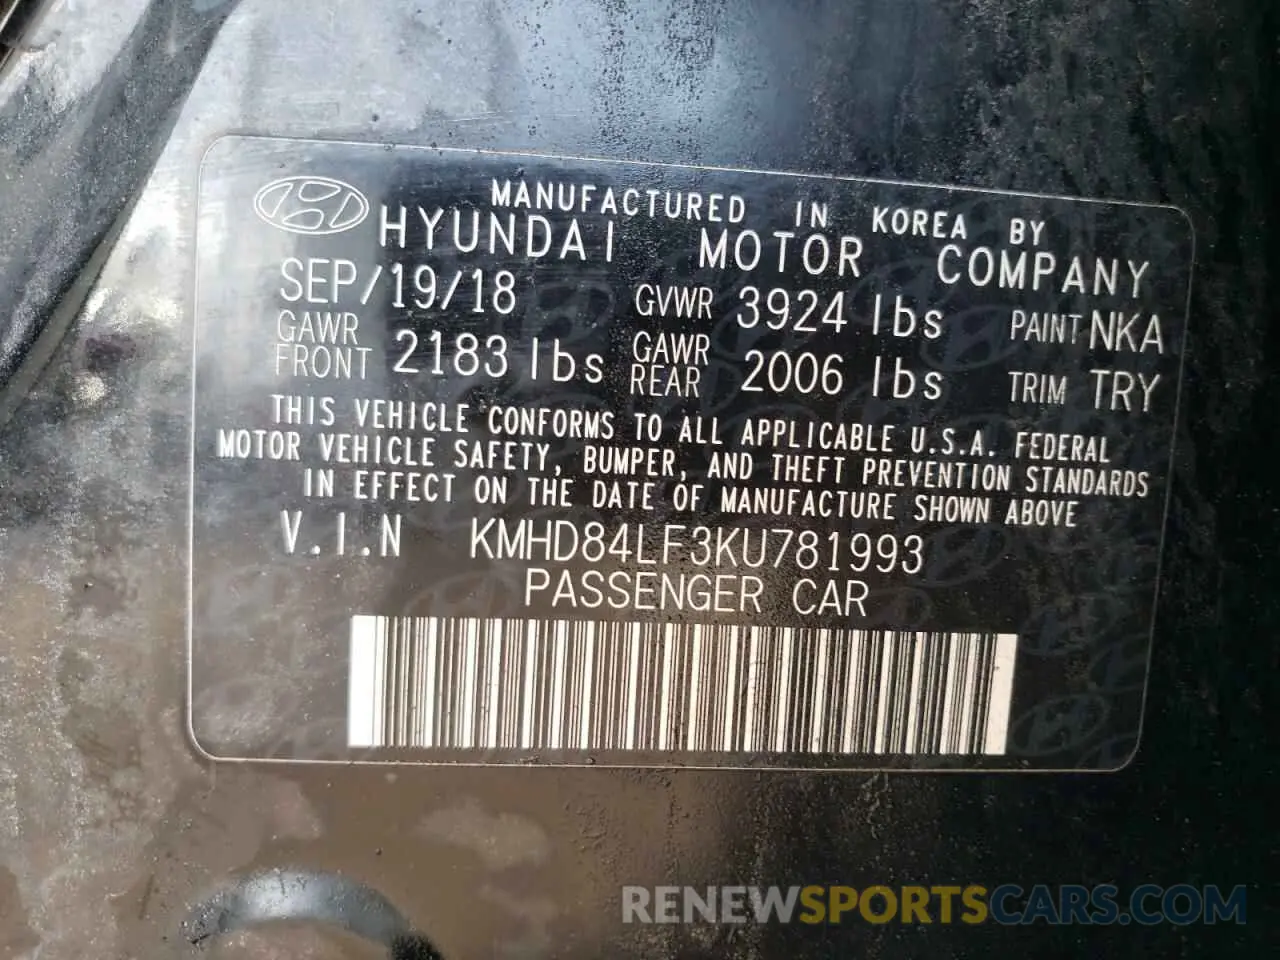 MANUFACTURED IN KOREA BY
HYUNDAI MOTOR COMPANY
SEP/19/18 GVWR 3924 lbs PAINT NKA
GAWR FRONT 2183 lbs GAWR REAR 2006 lbs TRIM TRY
THIS VEHICLE CONFORMS TO ALL APPLICABLE U.S.A. FEDERAL
MOTOR VEHICLE SAFETY, BUMPER, AND THEFT PREVENTION STANDARDS
IN EFFECT ON THE DATE OF MANUFACTURE SHOWN ABOVE
V.I.N KMHD84LF3KU781993
PASSENGER CAR
RENEWSPORTSCARS.COM